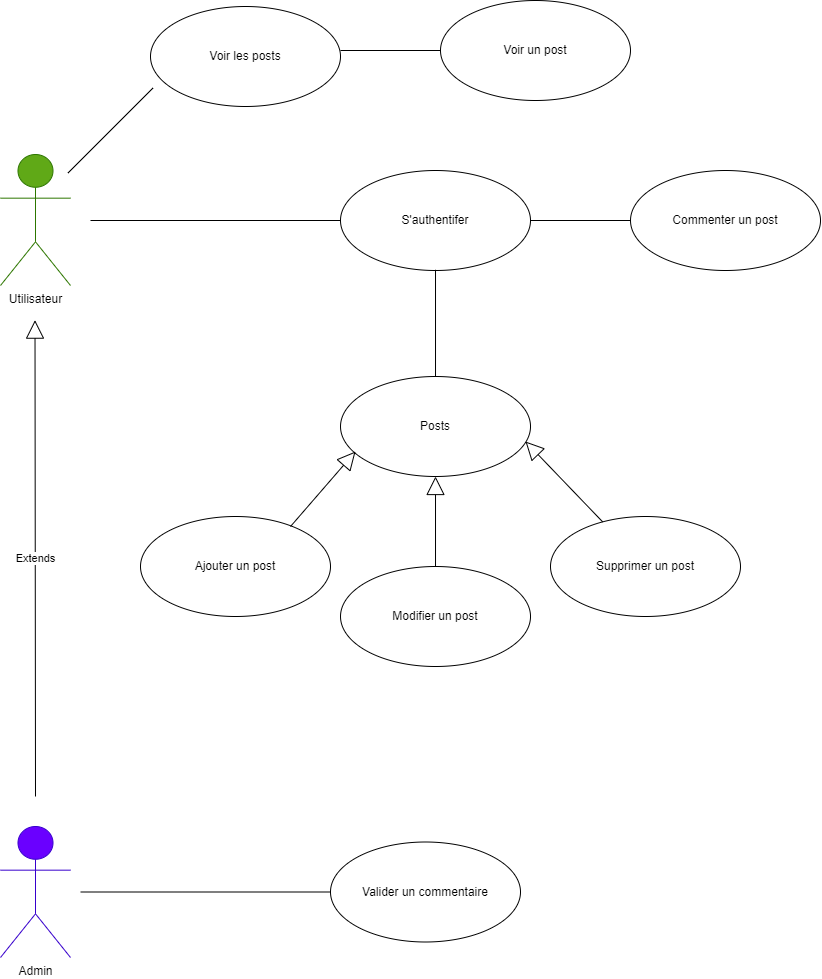 Voir les posts
Voir un post
S'authentifer
Commenter un post
Utilisateur
Posts
Extends
Ajouter un post
Supprimer un post
Modifier un post
Valider un commentaire
Admin